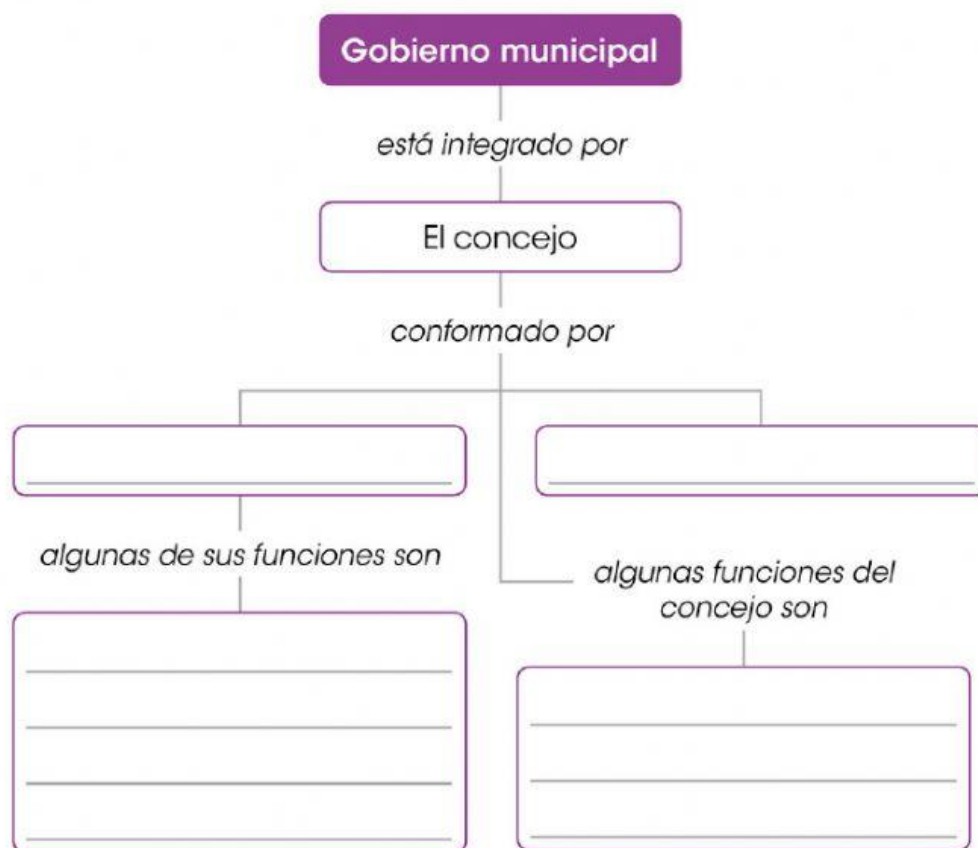 Gobierno municipal
está integrado por
El concejo
conformado por
algunas de sus funciones son
algunas funciones del
concejo son